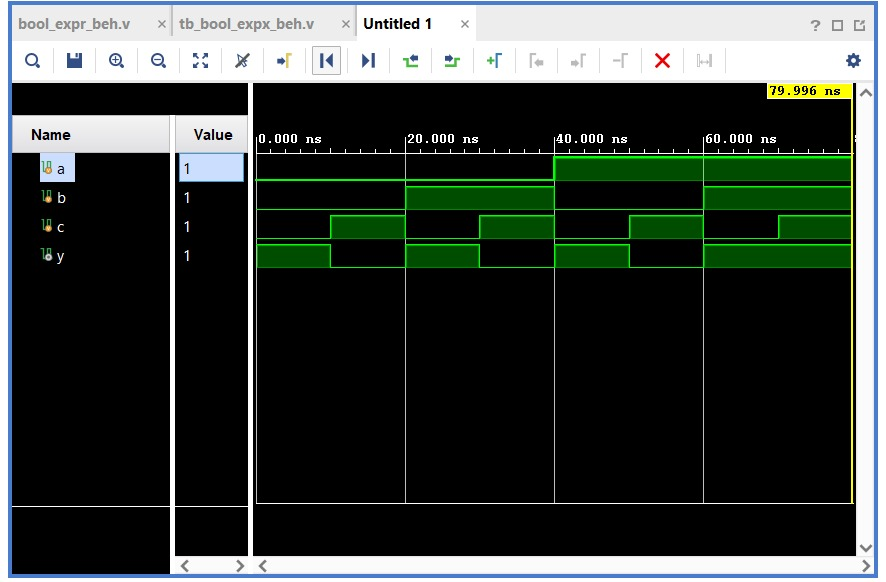 bool_expr_beh.v × tb_bool_expx_beh.v × Untitled 1 ×
?
79.996 ns
Name Value
0.000 ns 20.000 ns 40.000 ns 60.000 ns
a 1
b 1
c 1
y 1